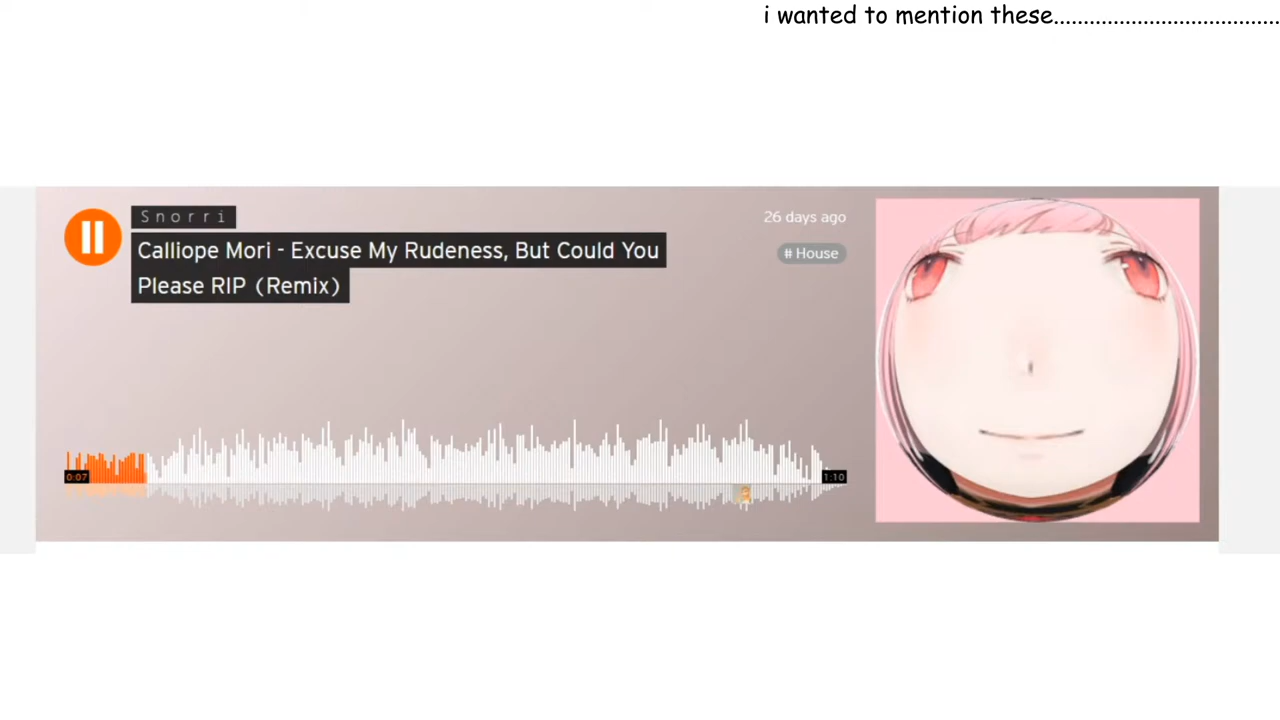 i wanted to mention these......................................
Snorri
26 days ago
Calliope Mori - Excuse My Rudeness, But Could You
Please RIP (Remix)
# House
0:07
1:10